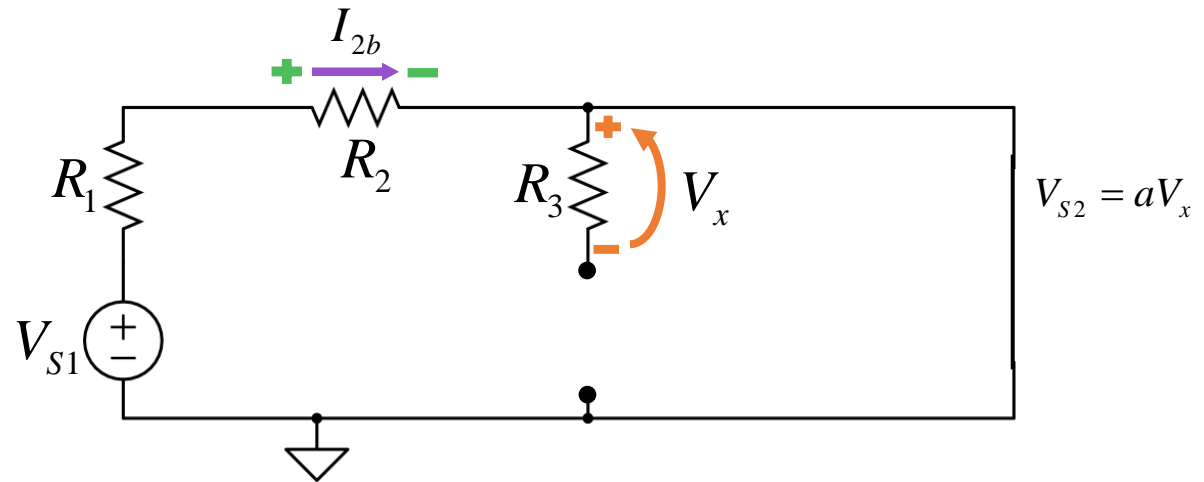 I2b
R2
R1
R3
Vx
VS2 = aVx
VS1